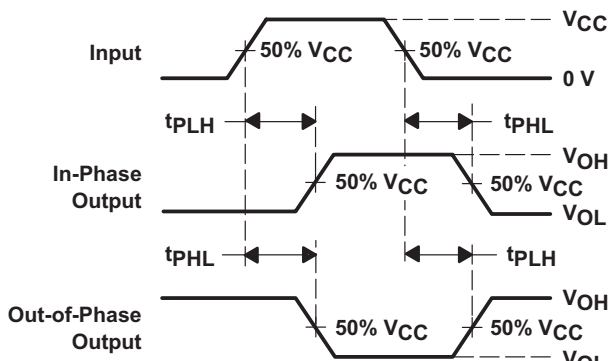 VCC
Input
50% VCC
50% VCC
0 V
tPLH
tPHL
VOH
In-Phase
Output
50% VCC
50% VCC
VOL
tPHL
tPLH
VOH
Out-of-Phase
Output
50% VCC
50% VCC
VOL